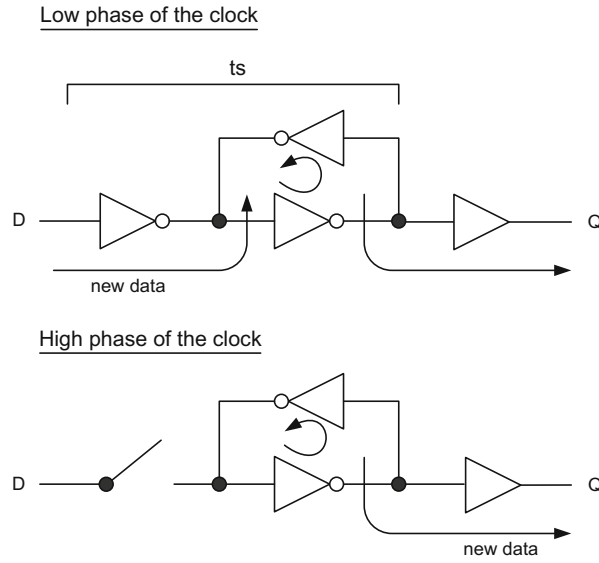 Low phase of the clock
ts
D
Q
new data
High phase of the clock
D
Q
new data